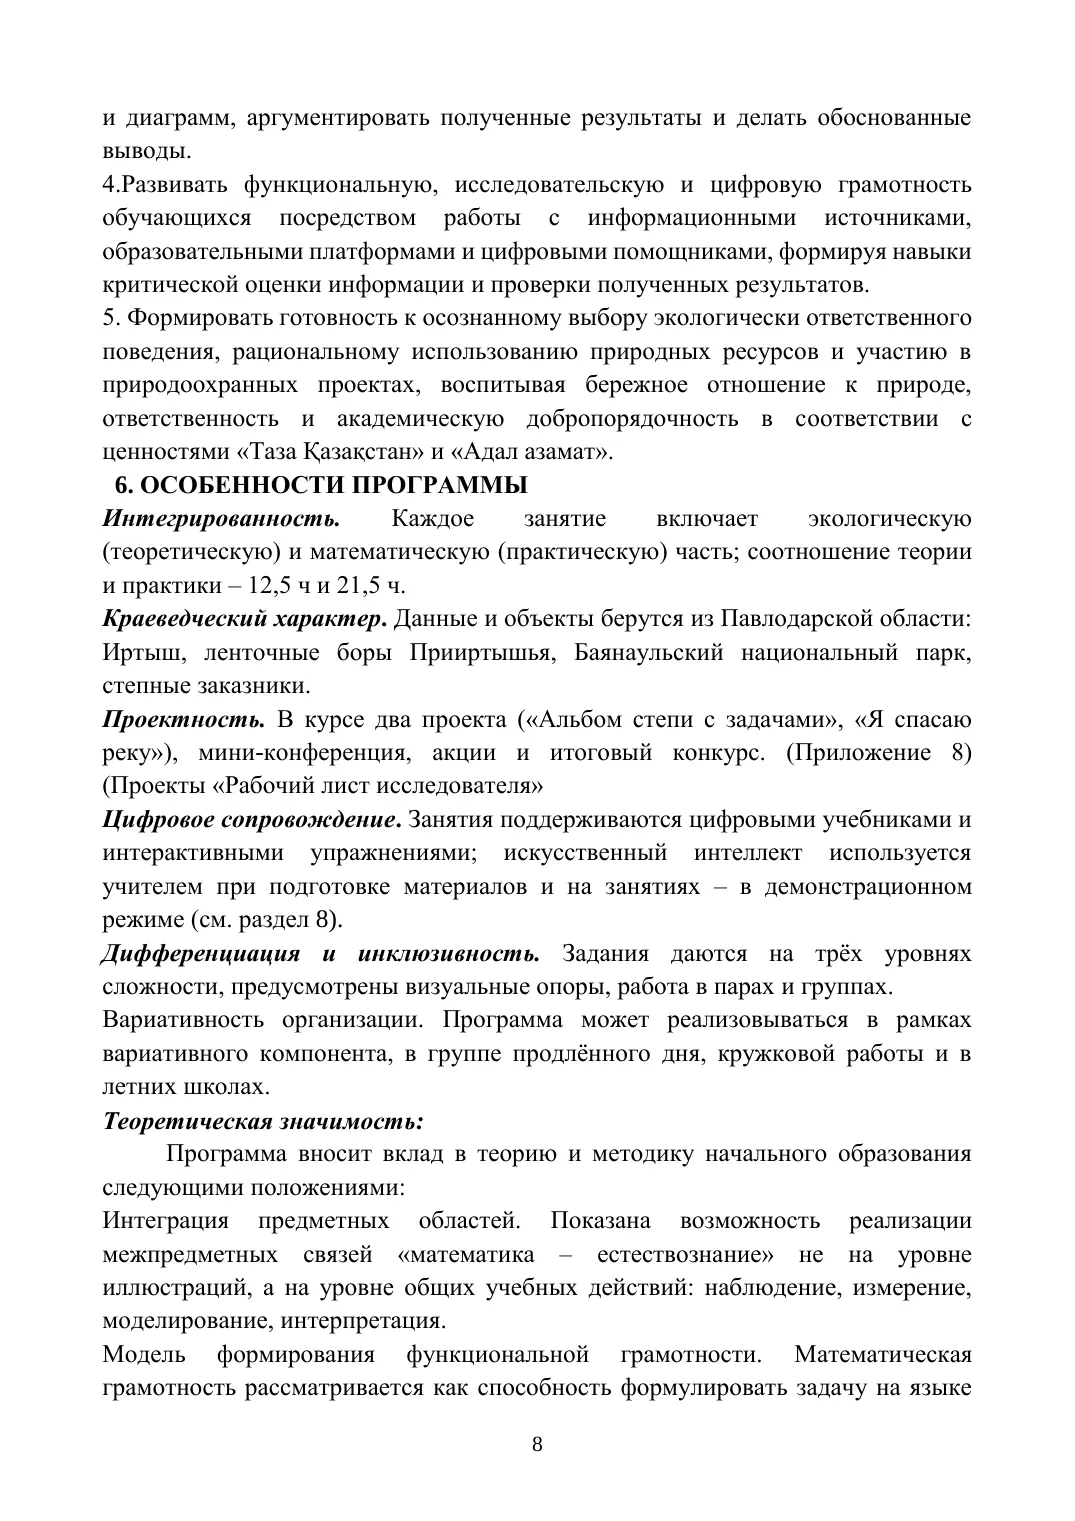 и диаграмм, аргументировать полученные результаты и делать обоснованные
выводы.
4.Развивать функциональную, исследовательскую и цифровую грамотность
обучающихся посредством работы с информационными источниками,
образовательными платформами и цифровыми помощниками, формируя навыки
критической оценки информации и проверки полученных результатов.
5. Формировать готовность к осознанному выбору экологически ответственного
поведения, рациональному использованию природных ресурсов и участию в
природоохранных проектах, воспитывая бережное отношение к природе,
ответственность и академическую добропорядочность в соответствии с
ценностями «Таза Қазақстан» и «Адал азамат».
6. ОСОБЕННОСТИ ПРОГРАММЫ
Интегрированность. Каждое занятие включает экологическую
(теоретическую) и математическую (практическую) часть; соотношение теории
и практики – 12,5 ч и 21,5 ч.
Краеведческий характер. Данные и объекты берутся из Павлодарской области:
Иртыш, ленточные боры Прииртышья, Баянаульский национальный парк,
степные заказники.
Проектность. В курсе два проекта («Альбом степи с задачами», «Я спасаю
реку»), мини-конференция, акции и итоговый конкурс. (Приложение 8)
(Проекты «Рабочий лист исследователя»
Цифровое сопровождение. Занятия поддерживаются цифровыми учебниками и
интерактивными упражнениями; искусственный интеллект используется
учителем при подготовке материалов и на занятиях – в демонстрационном
режиме (см. раздел 8).
Дифференциация и инклюзивность. Задания даются на трёх уровнях
сложности, предусмотрены визуальные опоры, работа в парах и группах.
Вариативность организации. Программа может реализовываться в рамках
вариативного компонента, в группе продлённого дня, кружковой работы и в
летних школах.
Теоретическая значимость:
Программа вносит вклад в теорию и методику начального образования
следующими положениями:
Интеграция предметных областей. Показана возможность реализации
межпредметных связей «математика – естествознание» не на уровне
иллюстраций, а на уровне общих учебных действий: наблюдение, измерение,
моделирование, интерпретация.
Модель формирования функциональной грамотности. Математическая
грамотность рассматривается как способность формулировать задачу на языке
8